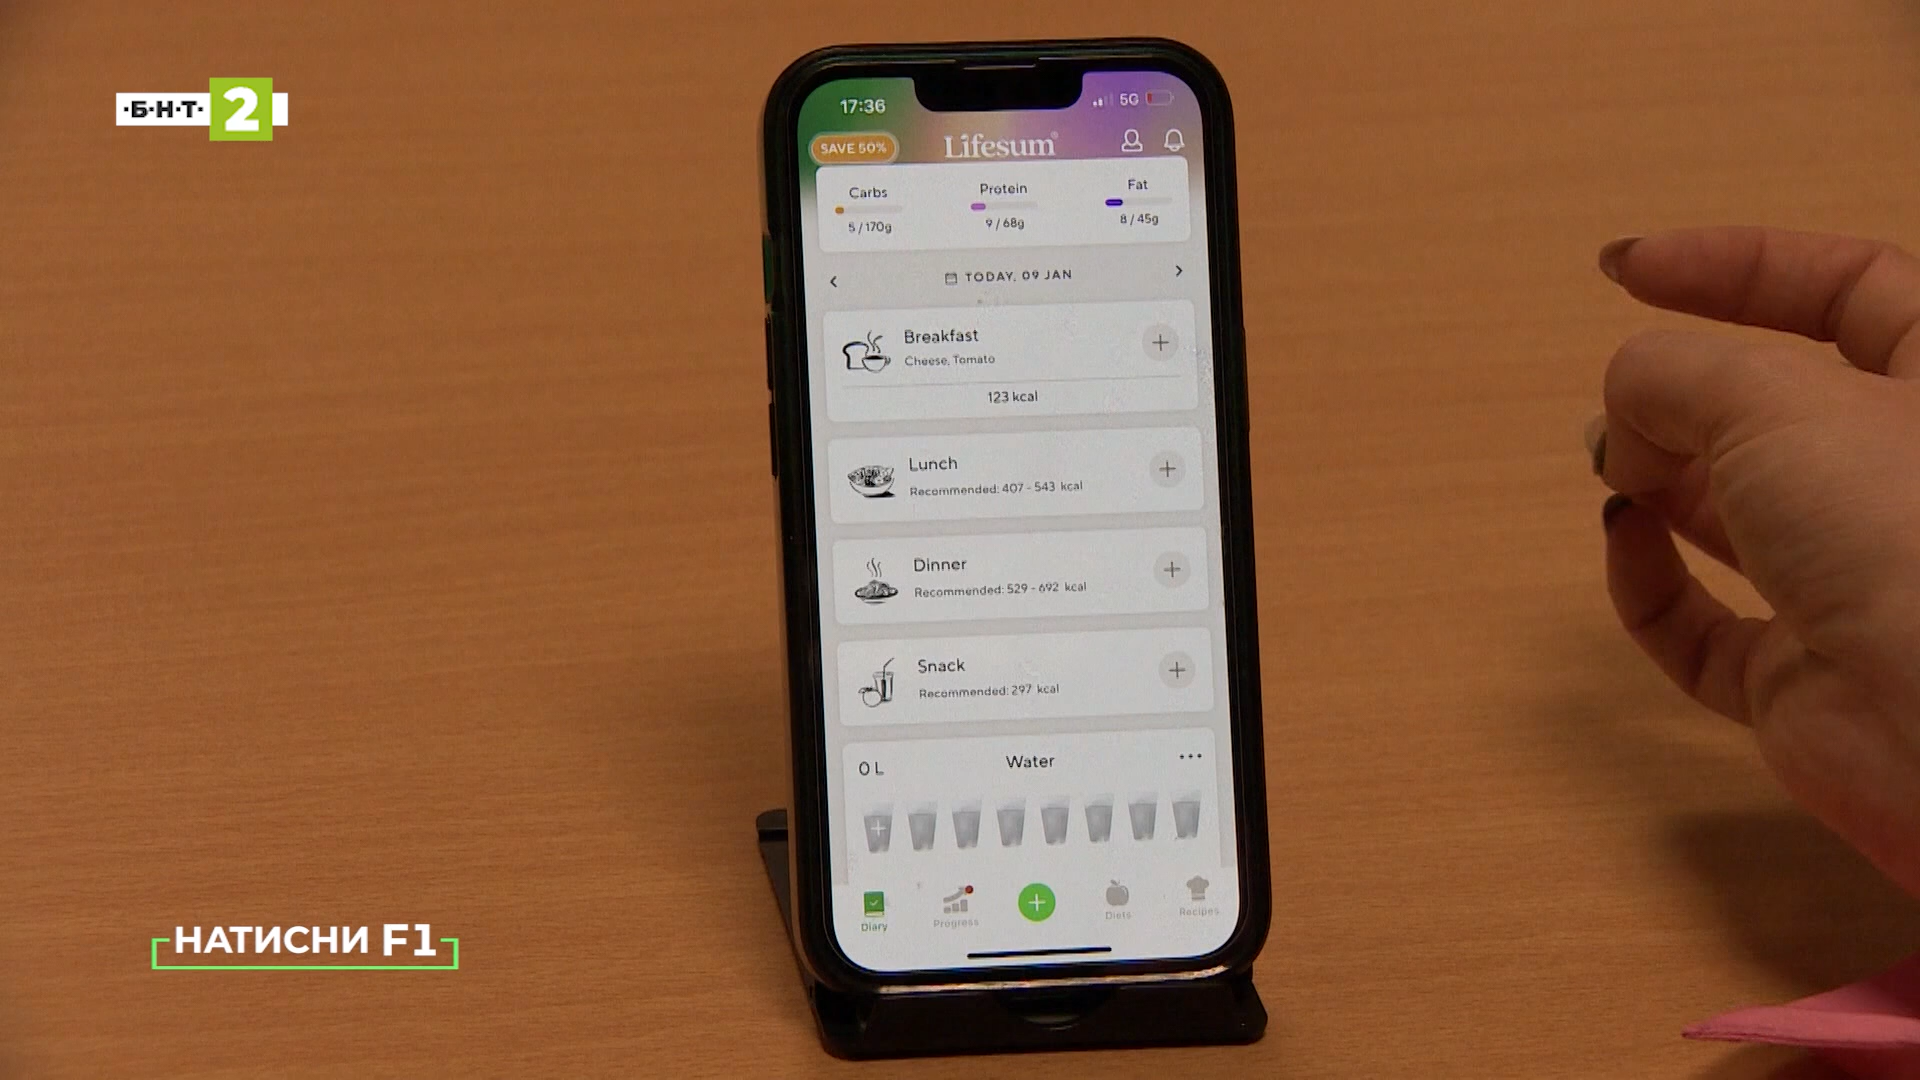 ·Б·Н·Т· 2
17:36
5G
SAVE 50%
Lifesum®
Carbs
Protein
Fat
5 / 170g
9 / 68g
8 / 45g
TODAY, 09 JAN
Breakfast
Cheese, Tomato
123 kcal
Lunch
Recommended: 407 - 543 kcal
Dinner
Recommended: 529 - 692 kcal
Snack
Recommended: 297 kcal
0 L
Water
Diary
Progress
Diets
Recipes
НАТИСНИ F1